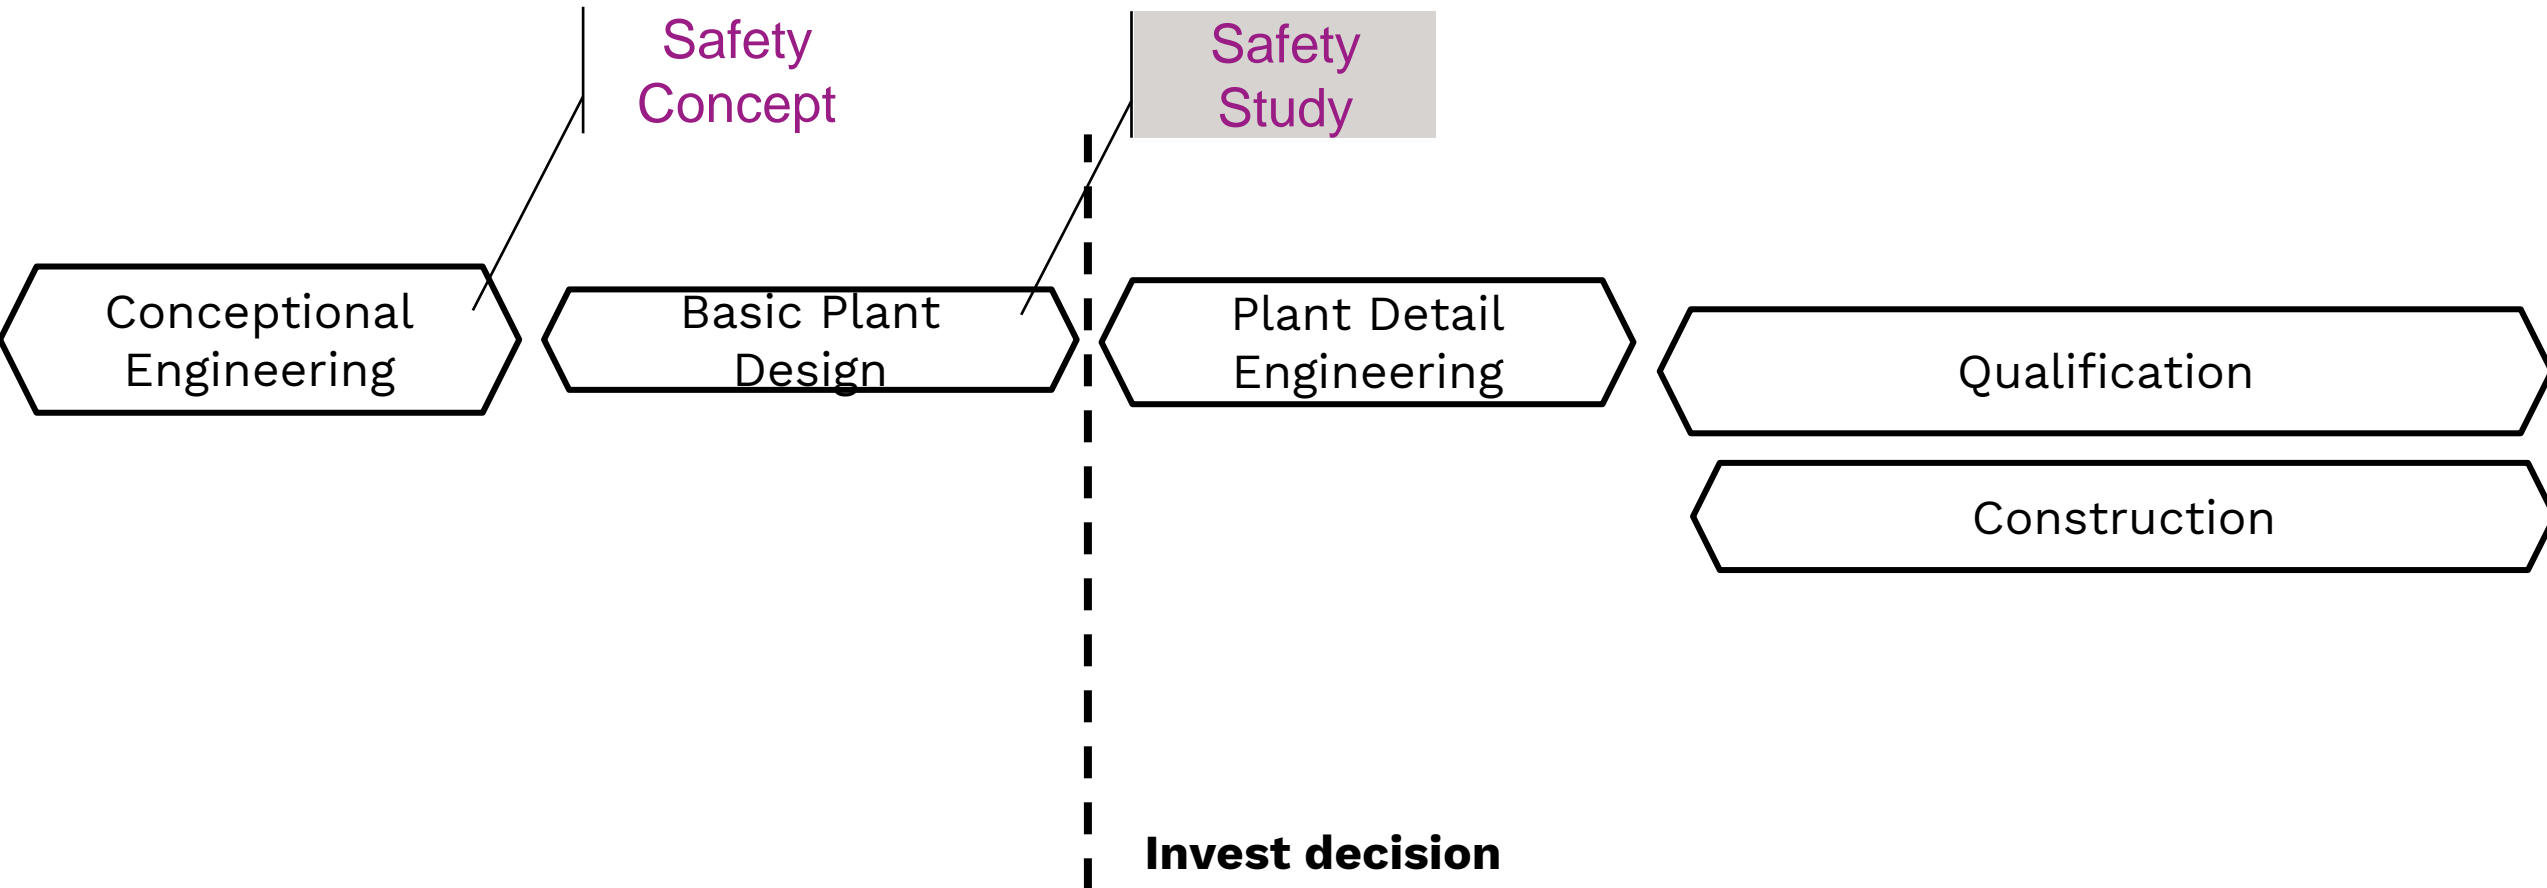 Safety
Concept
Safety
Study
Conceptional
Engineering
Basic Plant
Design
Plant Detail
Engineering
Qualification
Construction
Invest decision